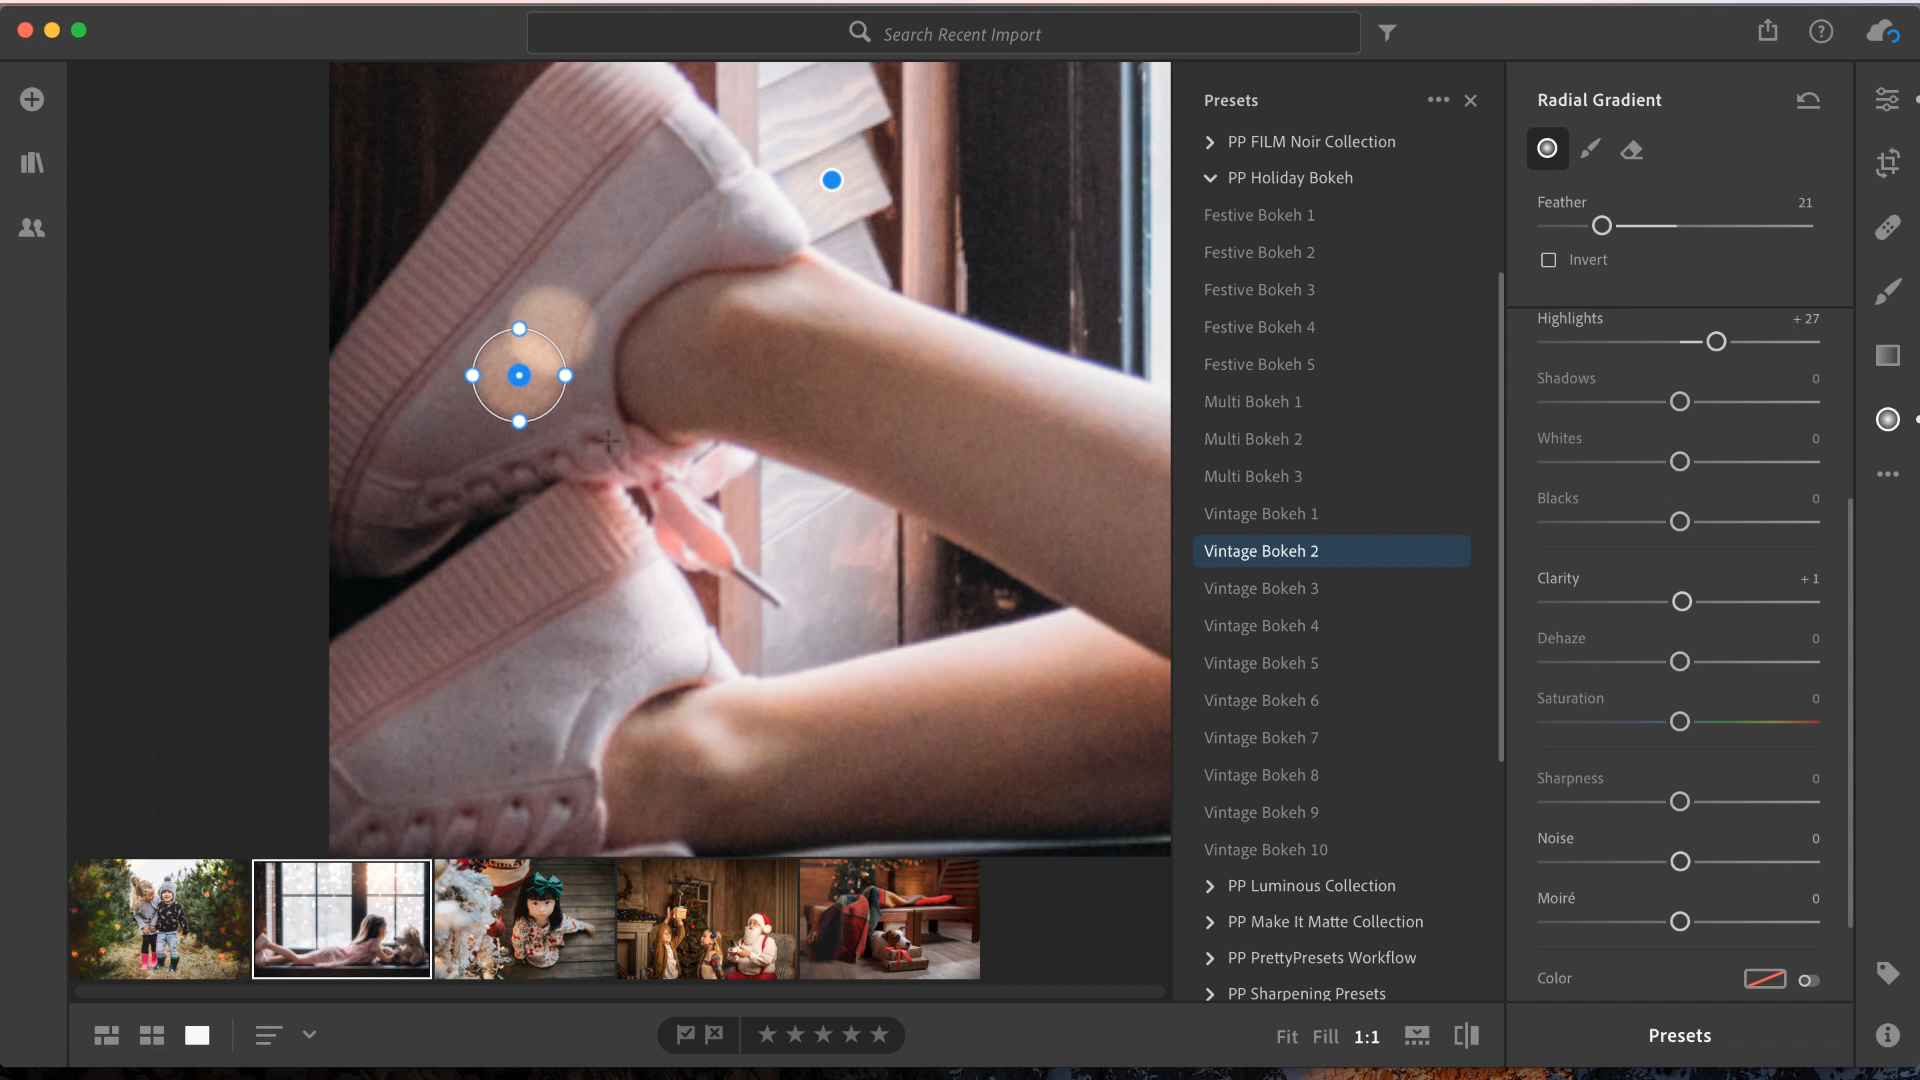 Search Recent Import
Presets
PP FILM Noir Collection
PP Holiday Bokeh
Festive Bokeh 1
Festive Bokeh 2
Festive Bokeh 3
Festive Bokeh 4
Festive Bokeh 5
Multi Bokeh 1
Multi Bokeh 2
Multi Bokeh 3
Vintage Bokeh 1
Vintage Bokeh 2
Vintage Bokeh 3
Vintage Bokeh 4
Vintage Bokeh 5
Vintage Bokeh 6
Vintage Bokeh 7
Vintage Bokeh 8
Vintage Bokeh 9
Vintage Bokeh 10
PP Luminous Collection
PP Make It Matte Collection
PP PrettyPresets Workflow
PP Sharpening Presets
Radial Gradient
Feather 21
Invert
Highlights + 27
Shadows 0
Whites 0
Blacks 0
Clarity + 1
Dehaze 0
Saturation 0
Sharpness 0
Noise 0
Moiré 0
Color
Fit Fill 1:1
Presets